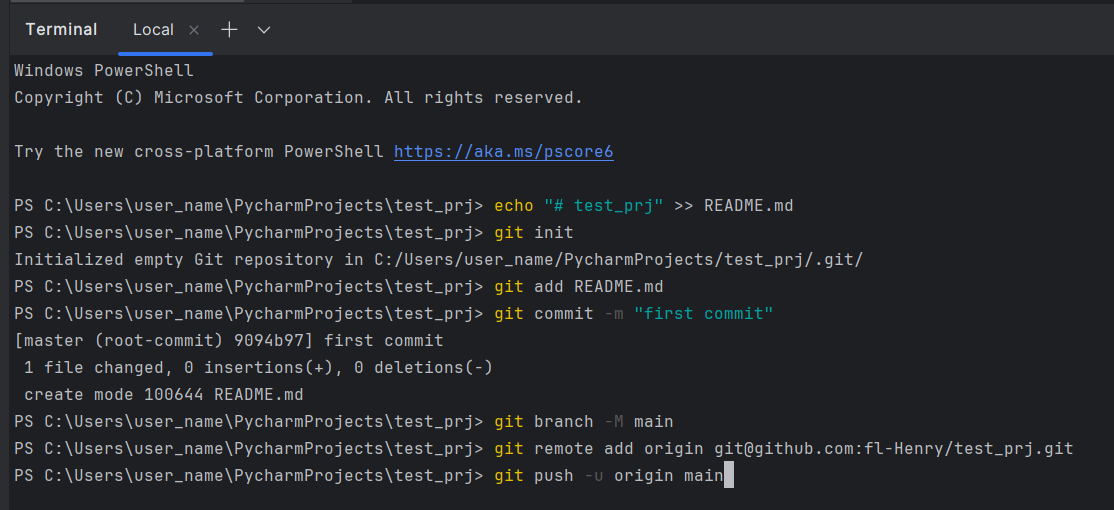 Terminal Local
Windows PowerShell
Copyright (C) Microsoft Corporation. All rights reserved.
Try the new cross-platform PowerShell https://aka.ms/pscore6
PS C:\Users\user_name\PycharmProjects\test_prj> echo "# test_prj" >> README.md
PS C:\Users\user_name\PycharmProjects\test_prj> git init
Initialized empty Git repository in C:/Users/user_name/PycharmProjects/test_prj/.git/
PS C:\Users\user_name\PycharmProjects\test_prj> git add README.md
PS C:\Users\user_name\PycharmProjects\test_prj> git commit -m "first commit"
[master (root-commit) 9094b97] first commit
 1 file changed, 0 insertions(+), 0 deletions(-)
 create mode 100644 README.md
PS C:\Users\user_name\PycharmProjects\test_prj> git branch -M main
PS C:\Users\user_name\PycharmProjects\test_prj> git remote add origin git@github.com:fl-Henry/test_prj.git
PS C:\Users\user_name\PycharmProjects\test_prj> git push -u origin main